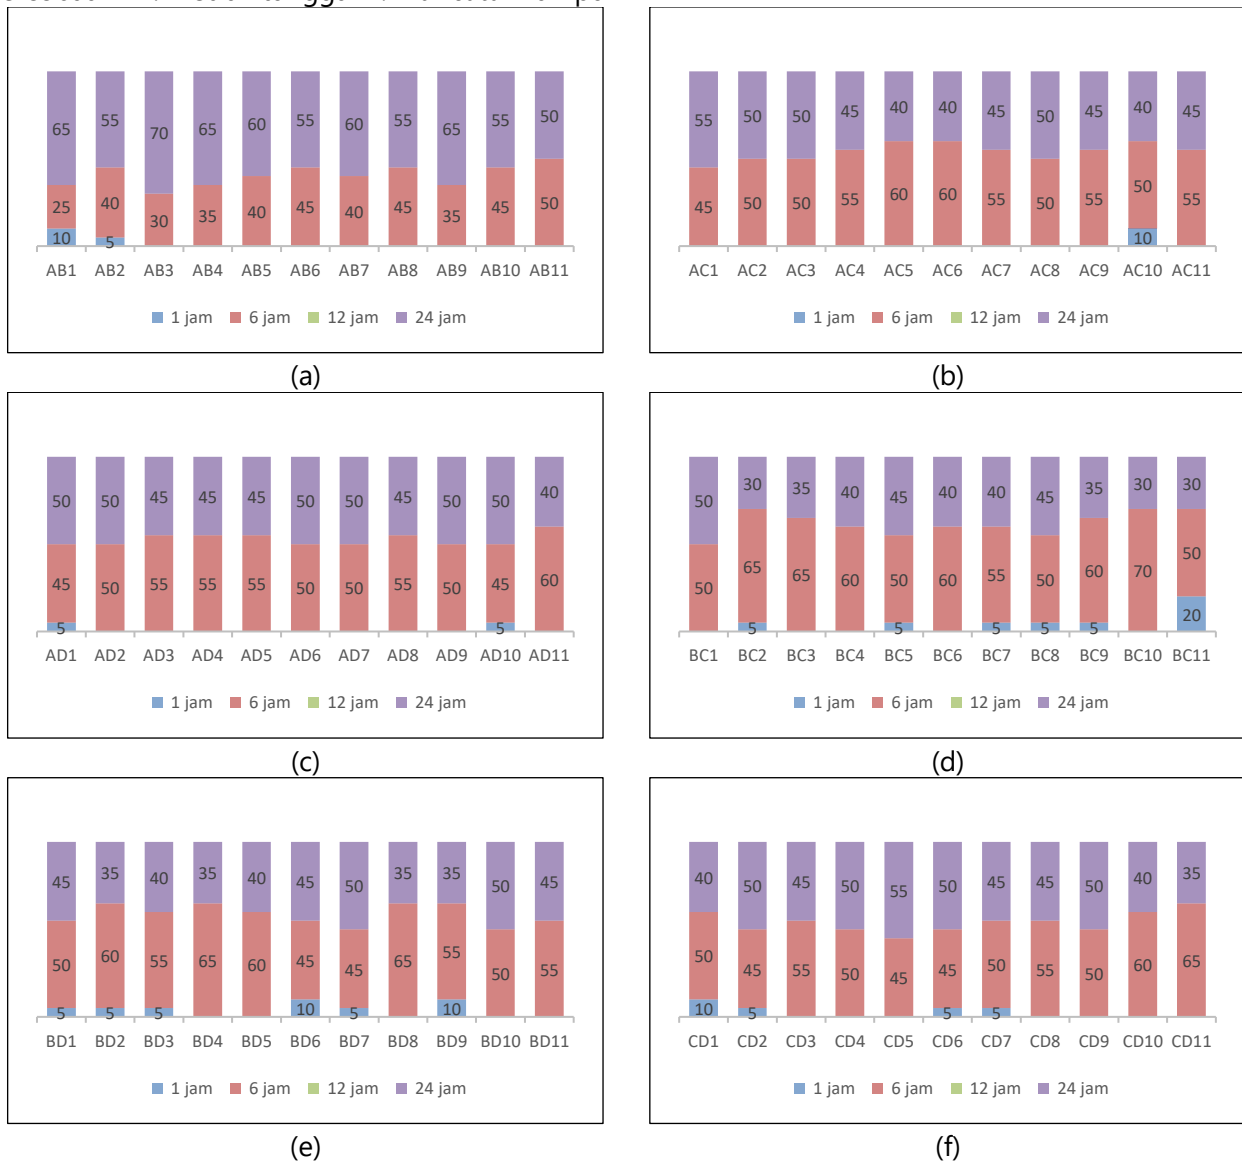 65 55 70 65 60 55 60 55 65 55 50
25 40 30 35 40 45 40 45 35 45 50
10 5
AB1 AB2 AB3 AB4 AB5 AB6 AB7 AB8 AB9 AB10 AB11
1 jam 6 jam 12 jam 24 jam
(a)
55 50 50 45 40 40 45 50 45 40 45
45 50 50 55 60 60 55 50 55 50 55
10
AC1 AC2 AC3 AC4 AC5 AC6 AC7 AC8 AC9 AC10 AC11
1 jam 6 jam 12 jam 24 jam
(b)
50 50 45 45 45 50 50 45 50 50 40
45 50 55 55 55 50 50 55 50 45 60
5 5
AD1 AD2 AD3 AD4 AD5 AD6 AD7 AD8 AD9 AD10 AD11
1 jam 6 jam 12 jam 24 jam
(c)
50 30 35 40 45 40 40 45 35 30 30
50 65 65 60 50 60 55 50 60 70 50
5 5 5 5 5 20
BC1 BC2 BC3 BC4 BC5 BC6 BC7 BC8 BC9 BC10 BC11
1 jam 6 jam 12 jam 24 jam
(d)
45 35 40 35 40 45 50 35 35 50 45
50 60 55 65 60 45 45 65 55 50 55
5 5 5 10 5 10
BD1 BD2 BD3 BD4 BD5 BD6 BD7 BD8 BD9 BD10 BD11
1 jam 6 jam 12 jam 24 jam
(e)
40 50 45 50 55 50 45 45 50 40 35
50 45 55 50 45 45 50 55 50 60 65
10 5 5 5
CD1 CD2 CD3 CD4 CD5 CD6 CD7 CD8 CD9 CD10 CD11
1 jam 6 jam 12 jam 24 jam
(f)